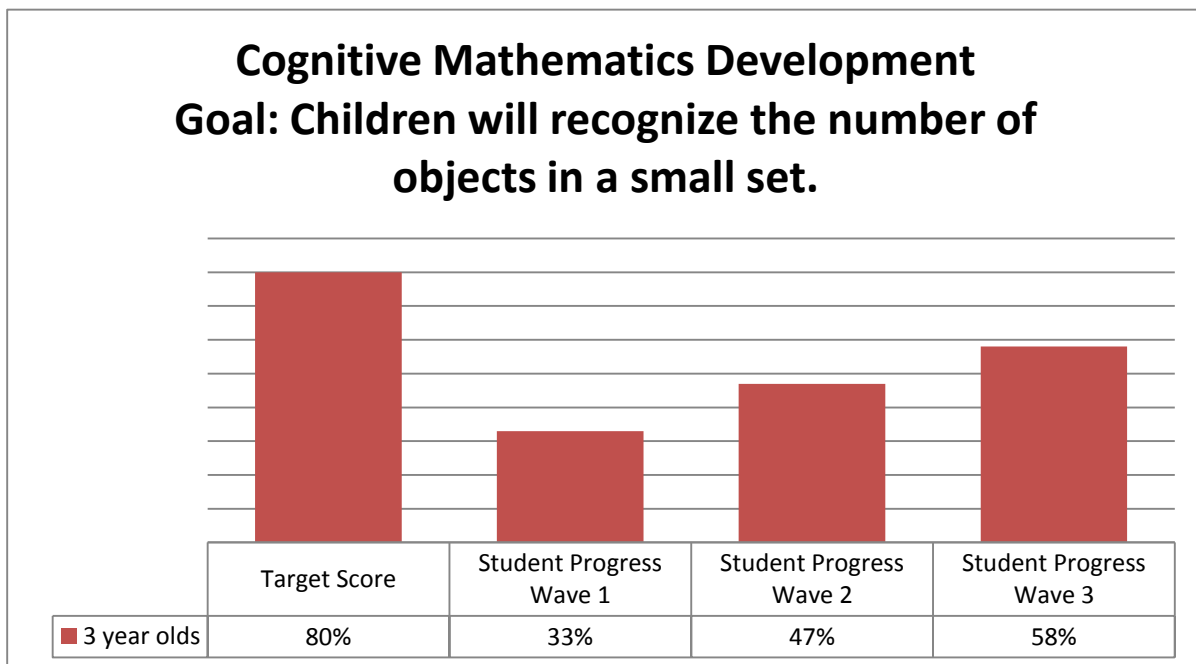 Cognitive Mathematics Development
Goal: Children will recognize the number of
objects in a small set.
Target Score
Student Progress
Wave 1
Student Progress
Wave 2
Student Progress
Wave 3
3 year olds 80% 33% 47% 58%